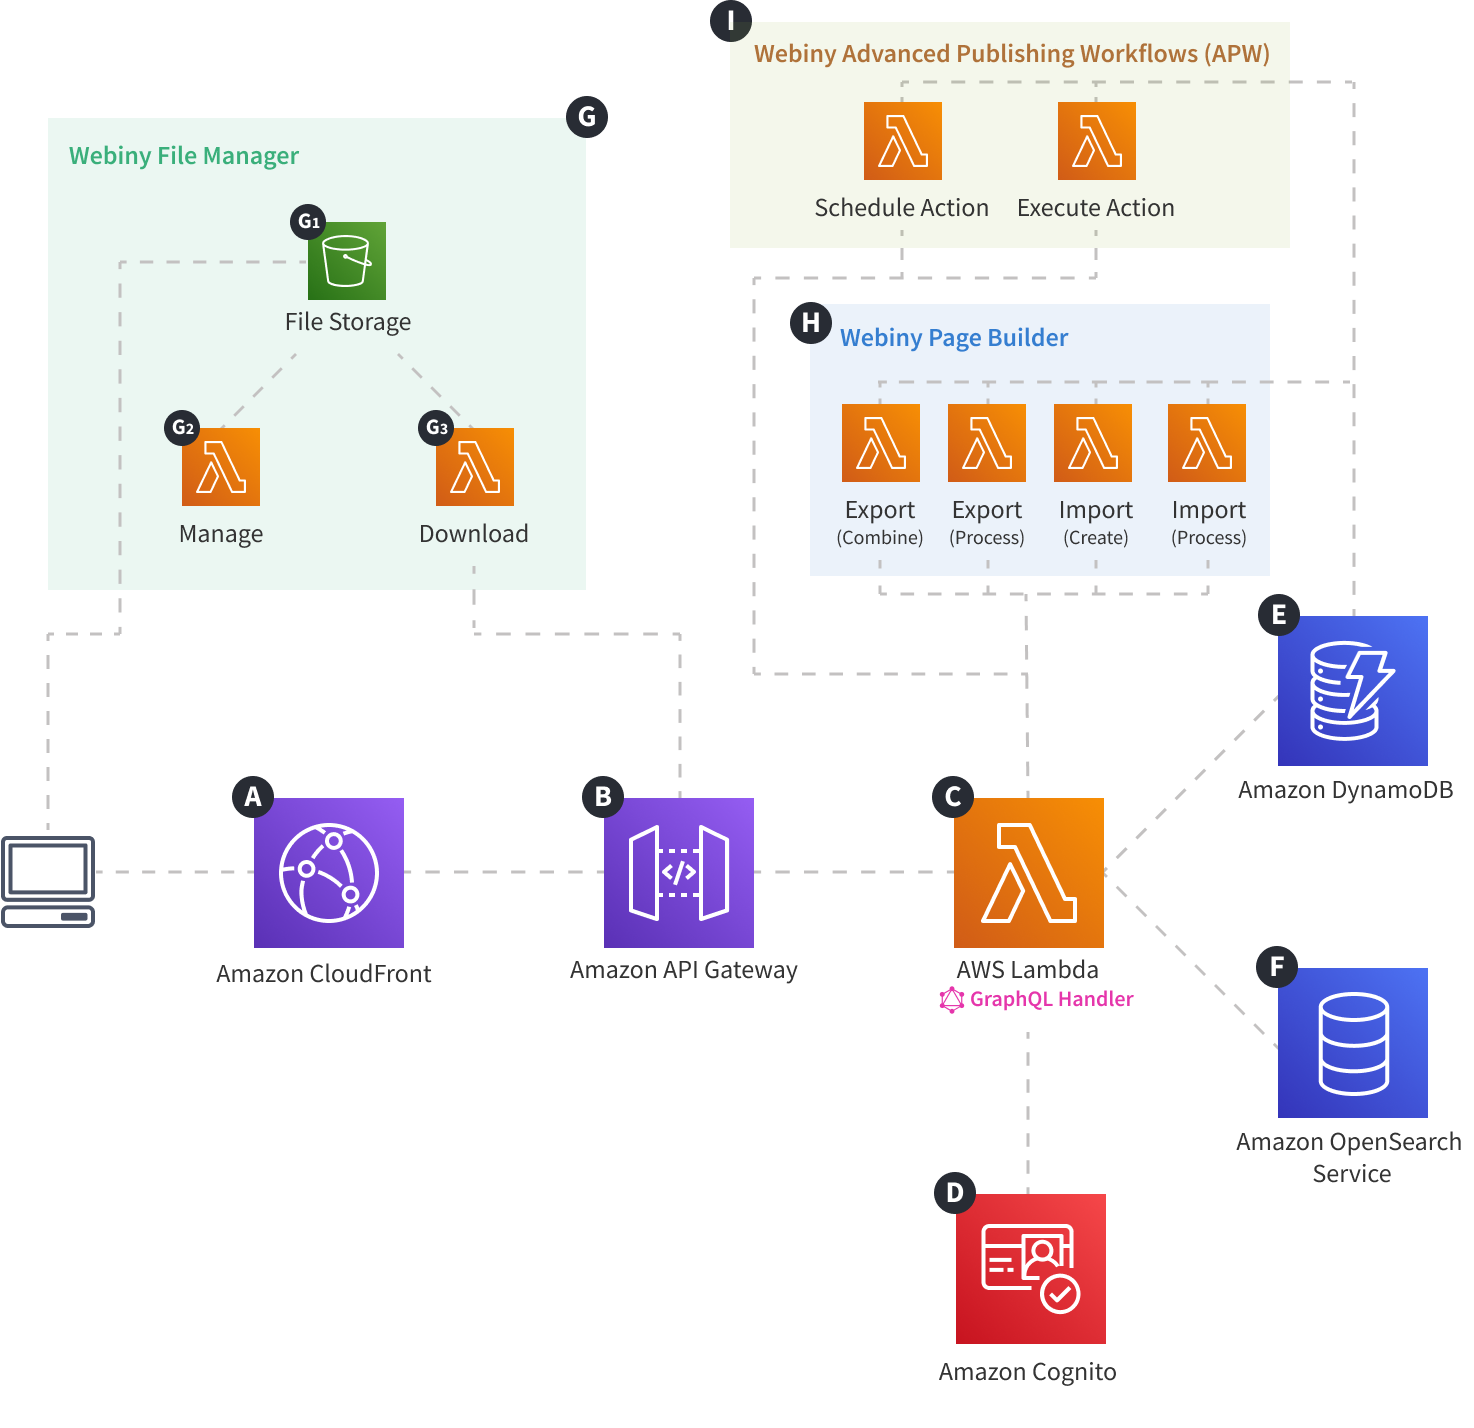 I
Webiny Advanced Publishing Workflows (APW)
Schedule Action
Execute Action
G
Webiny File Manager
G1
File Storage
G2
Manage
G3
Download
H
Webiny Page Builder
Export
(Combine)
Export
(Process)
Import
(Create)
Import
(Process)
E
Amazon DynamoDB
A
Amazon CloudFront
B
</>
Amazon API Gateway
C
AWS Lambda
GraphQL Handler
F
Amazon OpenSearch
Service
D
Amazon Cognito